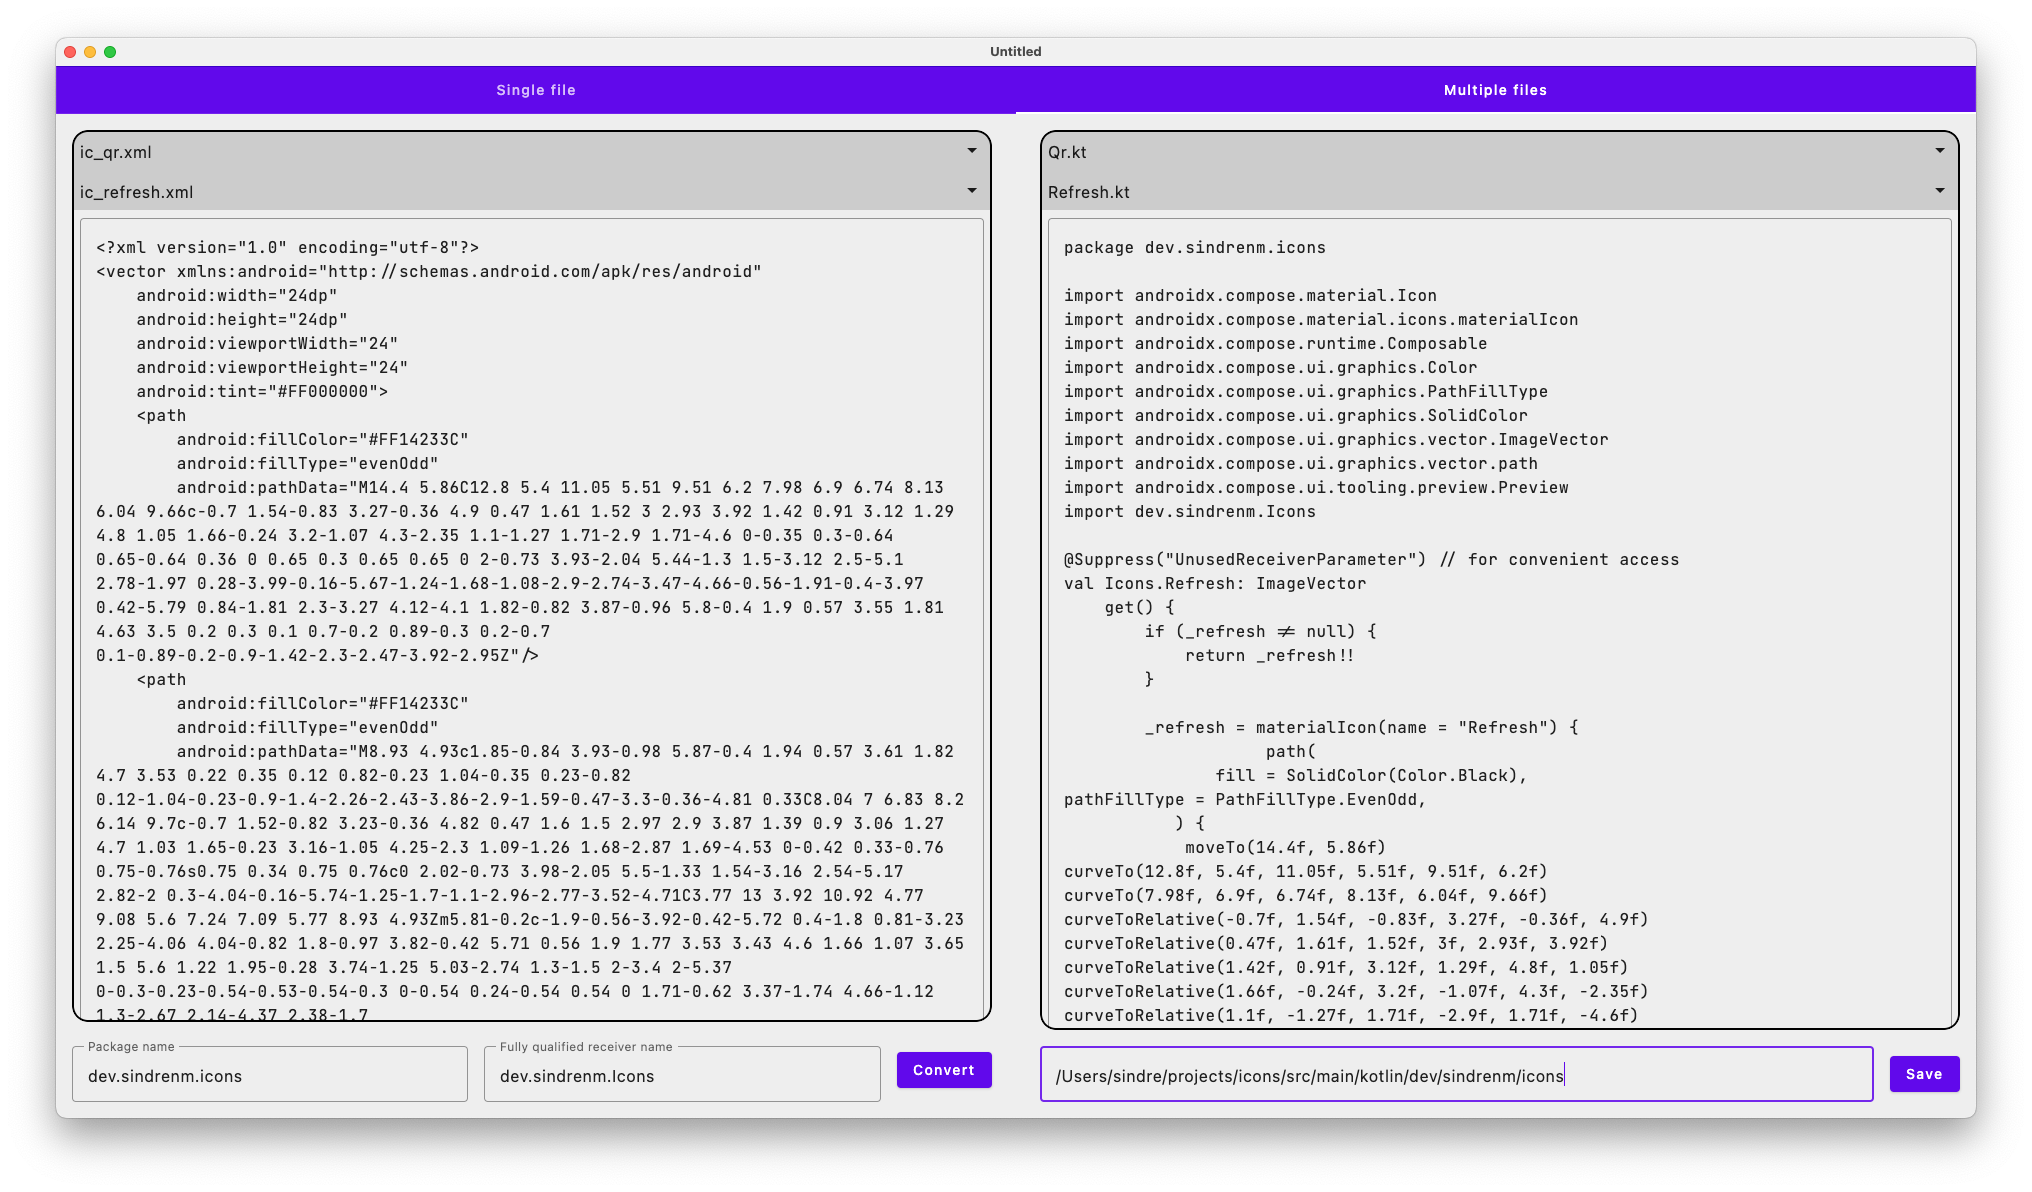 Untitled
Single file
Multiple files
ic_qr.xml
ic_refresh.xml
<?xml version="1.0" encoding="utf-8"?>
<vector xmlns:android="http://schemas.android.com/apk/res/android"
    android:width="24dp"
    android:height="24dp"
    android:viewportWidth="24"
    android:viewportHeight="24"
    android:tint="#FF000000">
    <path
        android:fillColor="#FF14233C"
        android:fillType="evenOdd"
        android:pathData="M14.4 5.86C12.8 5.4 11.05 5.51 9.51 6.2 7.98 6.9 6.74 8.13
6.04 9.66c-0.7 1.54-0.83 3.27-0.36 4.9 0.47 1.61 1.52 3 2.93 3.92 1.42 0.91 3.12 1.29
4.8 1.05 1.66-0.24 3.2-1.07 4.3-2.35 1.1-1.27 1.71-2.9 1.71-4.6 0-0.35 0.3-0.64
0.65-0.64 0.36 0 0.65 0.3 0.65 0.65 0 2-0.73 3.93-2.04 5.44-1.3 1.5-3.12 2.5-5.1
2.78-1.97 0.28-3.99-0.16-5.67-1.24-1.68-1.08-2.9-2.74-3.47-4.66-0.56-1.91-0.4-3.97
0.42-5.79 0.84-1.81 2.3-3.27 4.12-4.1 1.82-0.82 3.87-0.96 5.8-0.4 1.9 0.57 3.55 1.81
4.63 3.5 0.2 0.3 0.1 0.7-0.2 0.89-0.3 0.2-0.7
0.1-0.89-0.2-0.9-1.42-2.3-2.47-3.92-2.95Z"/>
    <path
        android:fillColor="#FF14233C"
        android:fillType="evenOdd"
        android:pathData="M8.93 4.93c1.85-0.84 3.93-0.98 5.87-0.4 1.94 0.57 3.61 1.82
4.7 3.53 0.22 0.35 0.12 0.82-0.23 1.04-0.35 0.23-0.82
0.12-1.04-0.23-0.9-1.4-2.26-2.43-3.86-2.9-1.59-0.47-3.3-0.36-4.81 0.33C8.04 7 6.83 8.2
6.14 9.7c-0.7 1.52-0.82 3.23-0.36 4.82 0.47 1.6 1.5 2.97 2.9 3.87 1.39 0.9 3.06 1.27
4.7 1.03 1.65-0.23 3.16-1.05 4.25-2.3 1.09-1.26 1.68-2.87 1.69-4.53 0-0.42 0.33-0.76
0.75-0.76s0.75 0.34 0.75 0.76c0 2.02-0.73 3.98-2.05 5.5-1.33 1.54-3.16 2.54-5.17
2.82-2 0.3-4.04-0.16-5.74-1.25-1.7-1.1-2.96-2.77-3.52-4.71C3.77 13 3.92 10.92 4.77
9.08 5.6 7.24 7.09 5.77 8.93 4.93Zm5.81-0.2c-1.9-0.56-3.92-0.42-5.72 0.4-1.8 0.81-3.23
2.25-4.06 4.04-0.82 1.8-0.97 3.82-0.42 5.71 0.56 1.9 1.77 3.53 3.43 4.6 1.66 1.07 3.65
1.5 5.6 1.22 1.95-0.28 3.74-1.25 5.03-2.74 1.3-1.5 2-3.4 2-5.37
0-0.3-0.23-0.54-0.53-0.54-0.3 0-0.54 0.24-0.54 0.54 0 1.71-0.62 3.37-1.74 4.66-1.12
1.3-2.67 2.14-4.37 2.38-1.7
Package name
dev.sindrenm.icons
Fully qualified receiver name
dev.sindrenm.Icons
Convert
Qr.kt
Refresh.kt
package dev.sindrenm.icons
import androidx.compose.material.Icon
import androidx.compose.material.icons.materialIcon
import androidx.compose.runtime.Composable
import androidx.compose.ui.graphics.Color
import androidx.compose.ui.graphics.PathFillType
import androidx.compose.ui.graphics.SolidColor
import androidx.compose.ui.graphics.vector.ImageVector
import androidx.compose.ui.graphics.vector.path
import androidx.compose.ui.tooling.preview.Preview
import dev.sindrenm.Icons
@Suppress("UnusedReceiverParameter") // for convenient access
val Icons.Refresh: ImageVector
    get() {
        if (_refresh != null) {
            return _refresh!!
        }
        _refresh = materialIcon(name = "Refresh") {
                    path(
               fill = SolidColor(Color.Black),
pathFillType = PathFillType.EvenOdd,
           ) {
            moveTo(14.4f, 5.86f)
curveTo(12.8f, 5.4f, 11.05f, 5.51f, 9.51f, 6.2f)
curveTo(7.98f, 6.9f, 6.74f, 8.13f, 6.04f, 9.66f)
curveToRelative(-0.7f, 1.54f, -0.83f, 3.27f, -0.36f, 4.9f)
curveToRelative(0.47f, 1.61f, 1.52f, 3f, 2.93f, 3.92f)
curveToRelative(1.42f, 0.91f, 3.12f, 1.29f, 4.8f, 1.05f)
curveToRelative(1.66f, -0.24f, 3.2f, -1.07f, 4.3f, -2.35f)
curveToRelative(1.1f, -1.27f, 1.71f, -2.9f, 1.71f, -4.6f)
/Users/sindre/projects/icons/src/main/kotlin/dev/sindrenm/icons
Save